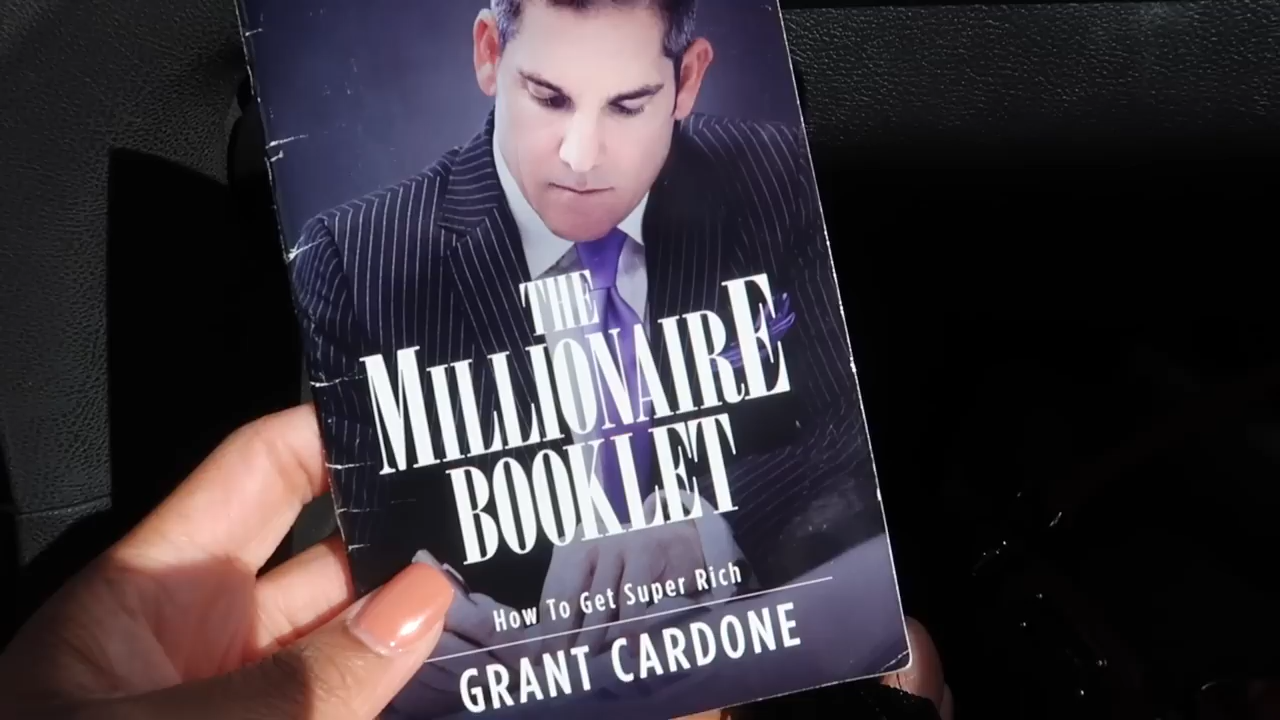 THE
MILLIONAIRE
BOOKLET
How To Get Super Rich
GRANT CARDONE